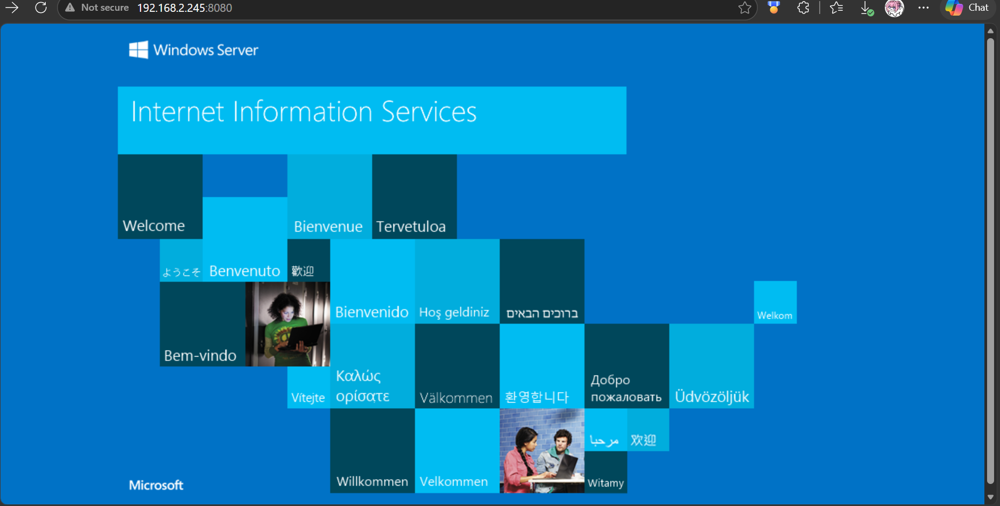 Not secure 192.168.2.245:8080
Chat
Windows Server
Internet Information Services
Welcome
Bienvenue
Tervetuloa
ようこそ
Benvenuto
歡迎
Bienvenido
Hoş geldiniz
ברוכים הבאים
Welkom
Bem-vindo
Vítejte
Καλώς
ορίσατε
Välkommen
환영합니다
Добро
пожаловать
Üdvözöljük
مرحبا
欢迎
Willkommen
Velkommen
Witamy
Microsoft